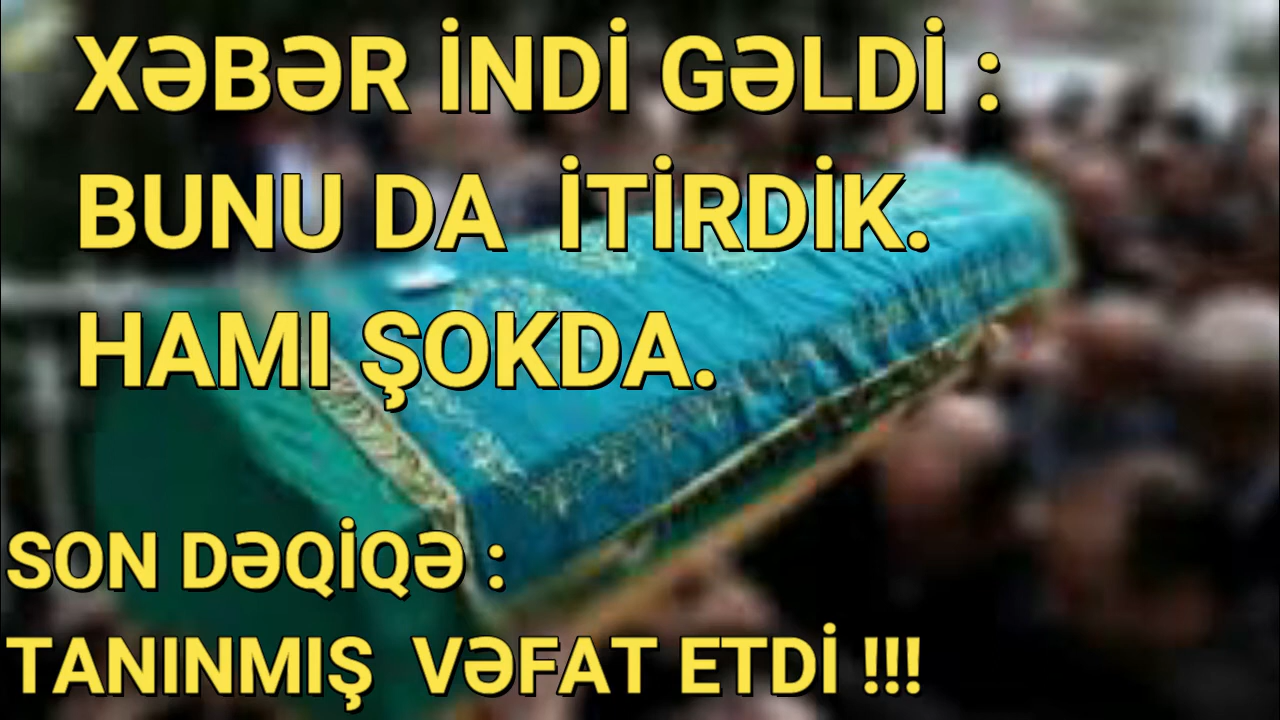 XƏBƏR İNDİ GƏLDİ :
BUNU DA İTİRDİK.
HAMI ŞOKDA.
SON DƏQİQƏ :
TANINMIŞ VƏFAT ETDİ !!!